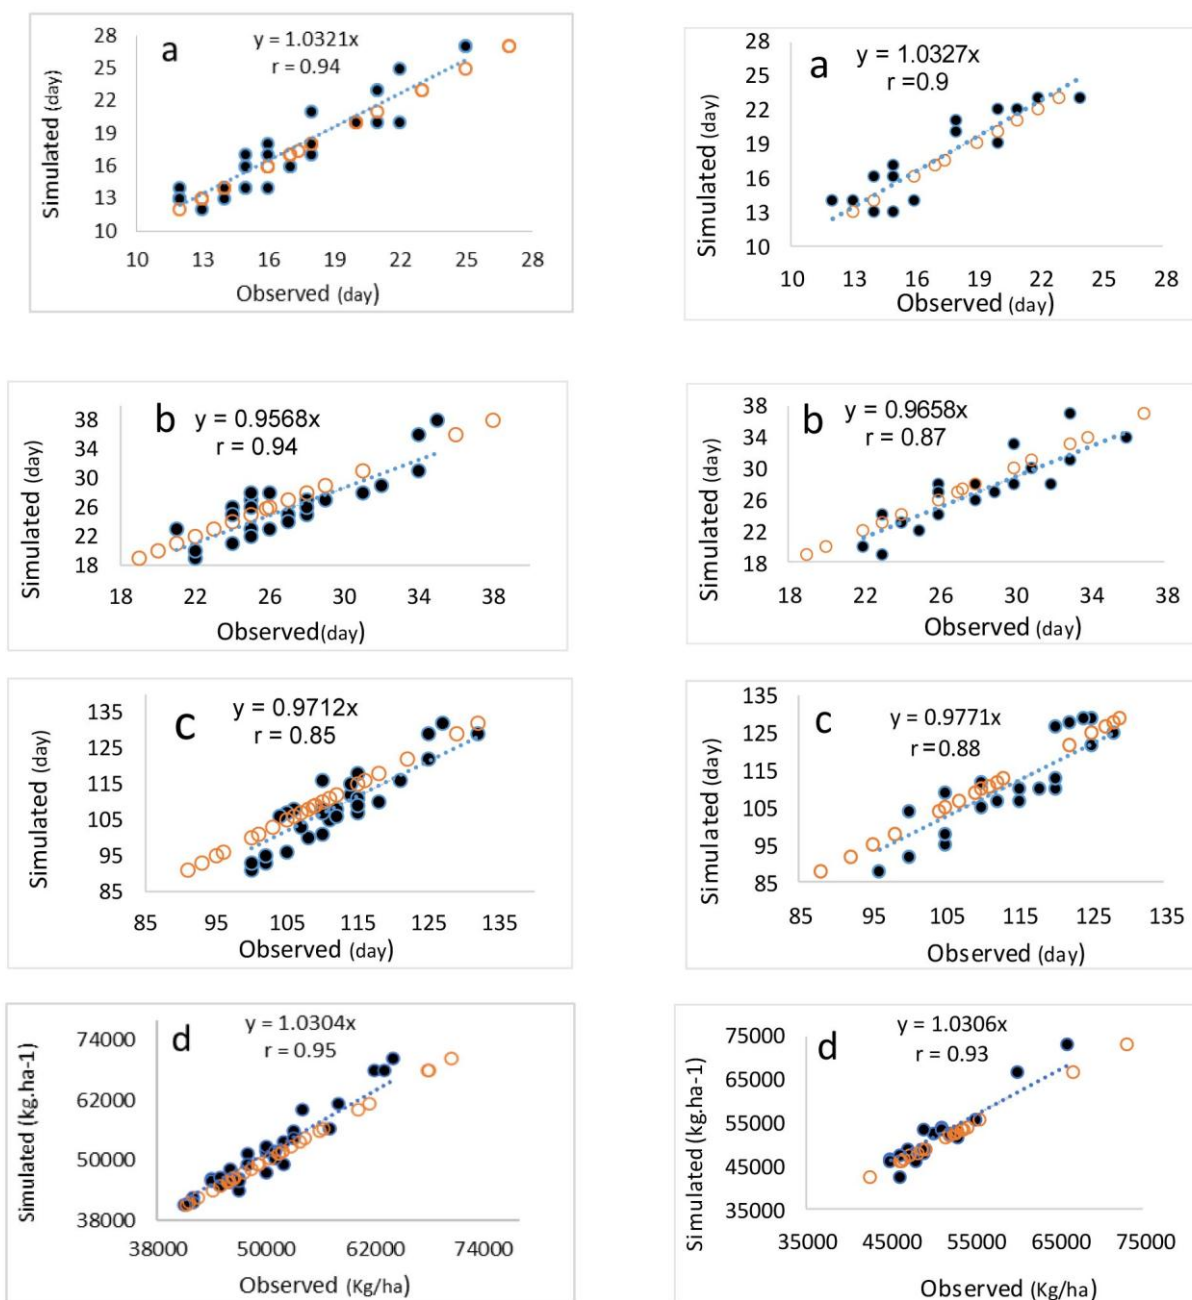 28
25
22
19
16
13
10
Simulated (day)
a
y = 1.0321x
r = 0.94
10 13 16 19 22 25 28
Observed (day)
28
25
22
19
16
13
10
Simulated (day)
a
y = 1.0327x
r =0.9
10 13 16 19 22 25 28
Observed (day)
38
34
30
26
22
18
Simulated (day)
b
y = 0.9568x
r = 0.94
18 22 26 30 34 38
Observed(day)
38
34
30
26
22
18
Simulated (day)
b
y = 0.9658x
r = 0.87
18 22 26 30 34 38
Observed (day)
135
125
115
105
95
85
Simulated (day)
c
y = 0.9712x
r = 0.85
85 95 105 115 125 135
Observed (day)
135
125
115
105
95
85
Simulated (day)
c
y = 0.9771x
r =0.88
85 95 105 115 125 135
Observed (day)
74000
62000
50000
38000
Simulated (kg.ha-1)
d
y = 1.0304x
r = 0.95
38000 50000 62000 74000
Observed (Kg/ha)
75000
65000
55000
45000
35000
Simulated (kg.ha-1)
d
y = 1.0306x
r = 0.93
35000 45000 55000 65000 75000
Observed (Kg/ha)